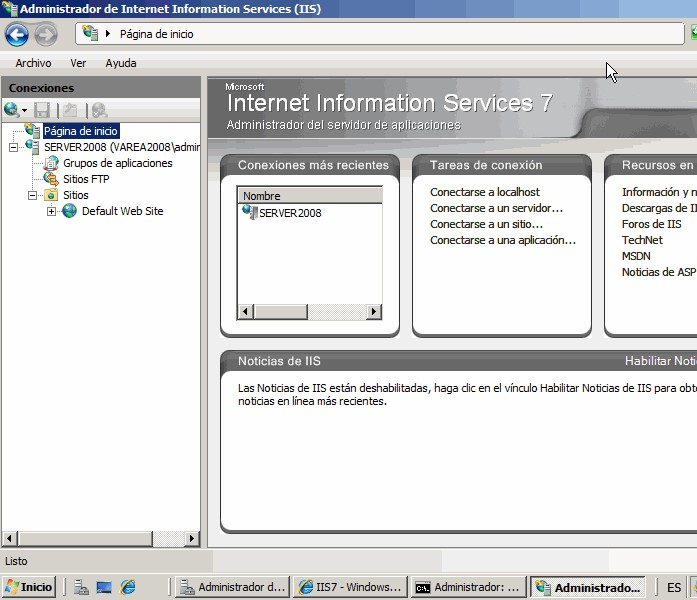 Administrador de Internet Information Services (IIS)
Página de inicio
Archivo Ver Ayuda
Conexiones
Página de inicio
SERVER2008 (VAREA2008\admir
Grupos de aplicaciones
Sitios FTP
Sitios
Default Web Site
Microsoft
Internet Information Services 7
Administrador del servidor de aplicaciones
Conexiones más recientes
Nombre
SERVER2008
Tareas de conexión
Conectarse a localhost
Conectarse a un servidor...
Conectarse a un sitio...
Conectarse a una aplicación...
Recursos en
Información y n
Descargas de II
Foros de IIS
TechNet
MSDN
Noticias de ASP
Noticias de IIS
Habilitar Noti
Las Noticias de IIS están deshabilitadas, haga clic en el vínculo Habilitar Noticias de IIS para obte
noticias en línea más recientes.
Listo
Inicio
Administrador d...
IIS7 - Windows...
Administrador: ...
Administrado...
ES